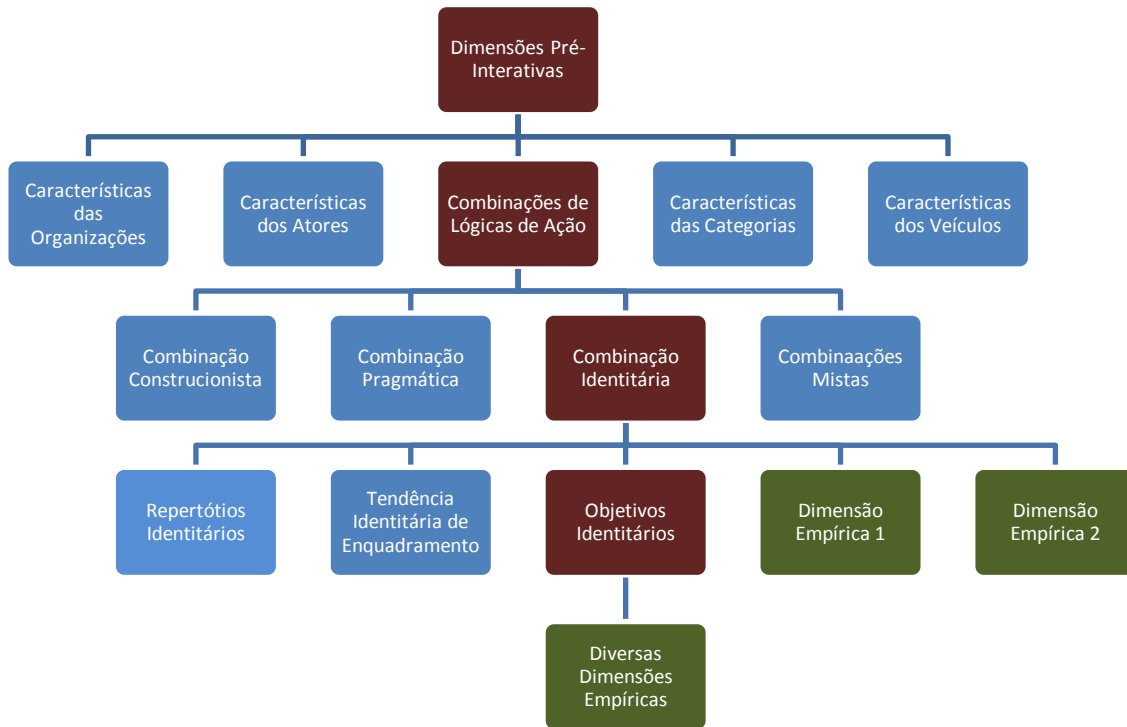 Dimensões Pré-
Interativas
Características
das
Organizações
Características
dos Atores
Combinações de
Lógicas de Ação
Características
das Categorias
Características
dos Veículos
Combinação
Construcionista
Combinação
Pragmática
Combinação
Identitária
Combinaações
Mistas
Repertótios
Identitários
Tendência
Identitária de
Enquadramento
Objetivos
Identitários
Dimensão
Empírica 1
Dimensão
Empírica 2
Diversas
Dimensões
Empíricas